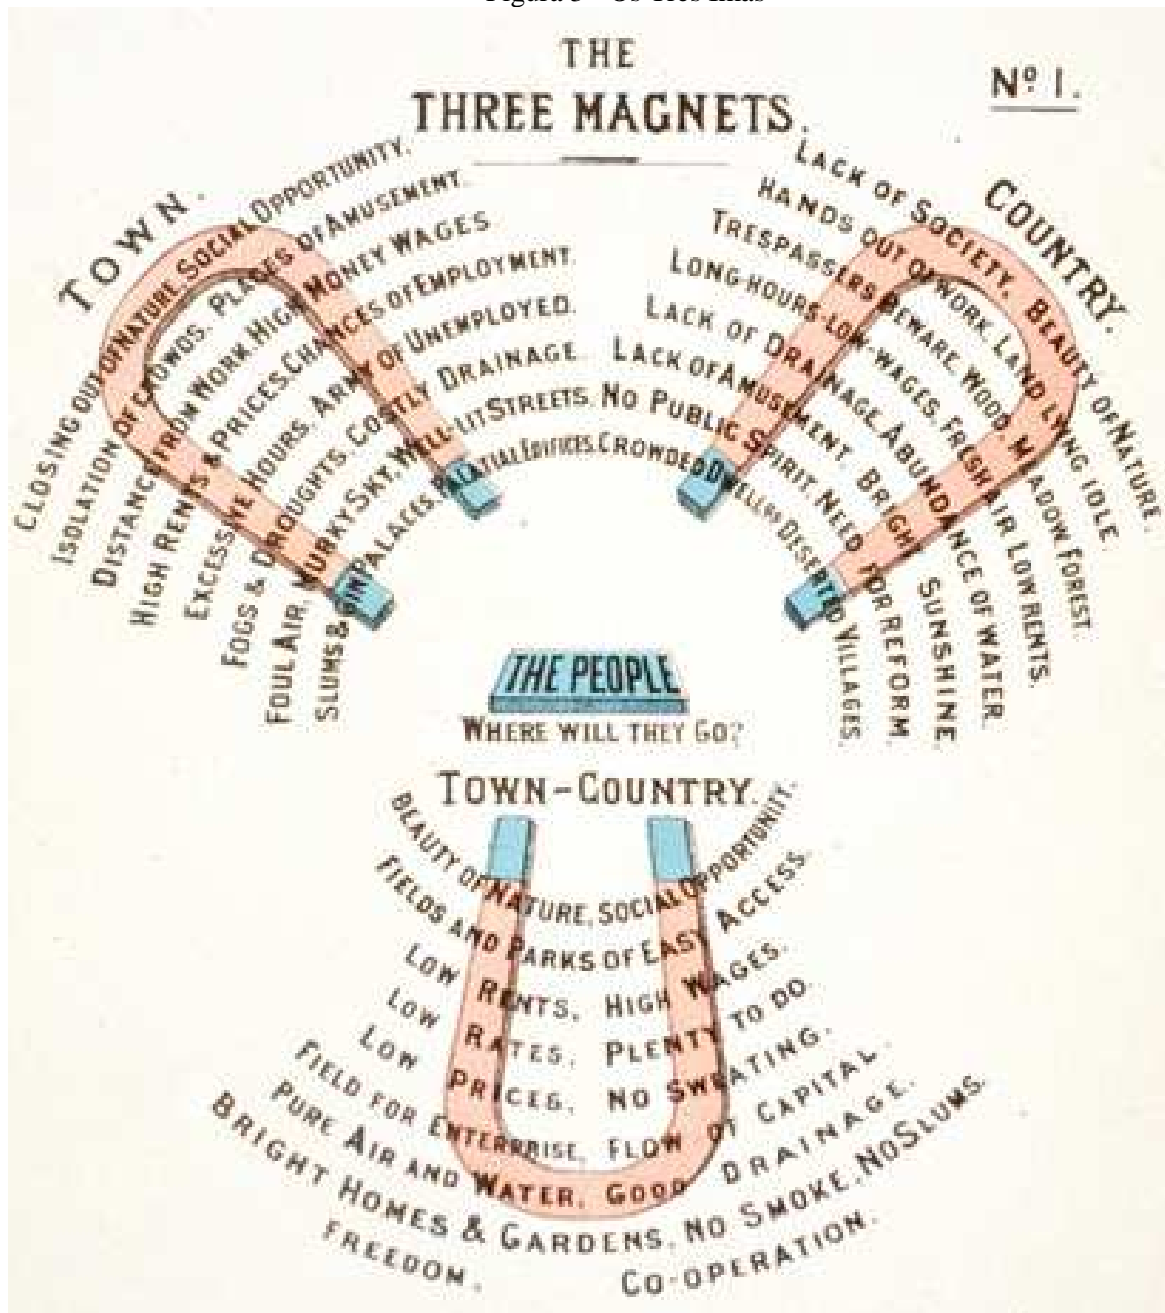 THE
THREE MAGNETS.
Nº 1.
TOWN.
CLOSING OUT OF NATURE. SOCIAL OPPORTUNITY.
ISOLATION OF CROWDS. PLACES OF AMUSEMENT.
DISTANCE FROM WORK. HIGH MONEY WAGES
HIGH RENTS & PRICES. CHANCES OF EMPLOYMENT.
EXCESSIVE HOURS. ARMY OF UNEMPLOYED.
FOGS & DROUGHTS. COSTLY DRAINAGE.
FOUL AIR. MURKY SKY. WELL-LIT STREETS.
SLUMS & GIN PALACES. PALATIAL EDIFICES.
COUNTRY.
LACK OF SOCIETY. BEAUTY OF NATURE.
HANDS OUT OF WORK. LAND LYING IDLE.
TRESPASSERS BEWARE. WOOD, MEADOW FOREST.
LONG-HOURS-LOW-WAGES. FRESH AIR LOW RENTS.
LACK OF DRAINAGE. ABUNDANCE OF WATER.
LACK OF AMUSEMENT. BRIGHT SUNSHINE.
NO PUBLIC SPIRIT. NEED FOR REFORM.
CROWDED DWELLGS DESERTED VILLAGES.
THE PEOPLE
WHERE WILL THEY GO?
TOWN-COUNTRY.
BEAUTY OF NATURE, SOCIAL OPPORTUNITY.
FIELDS AND PARKS OF EASY ACCESS.
LOW RENTS, HIGH WAGES.
LOW RATES, PLENTY TO DO.
LOW PRICES, NO SWEATING.
FIELD FOR ENTERPRISE, FLOW OF CAPITAL.
PURE AIR AND WATER, GOOD DRAINAGE.
BRIGHT HOMES & GARDENS, NO SMOKE, NO SLUMS.
FREEDOM. CO-OPERATION.